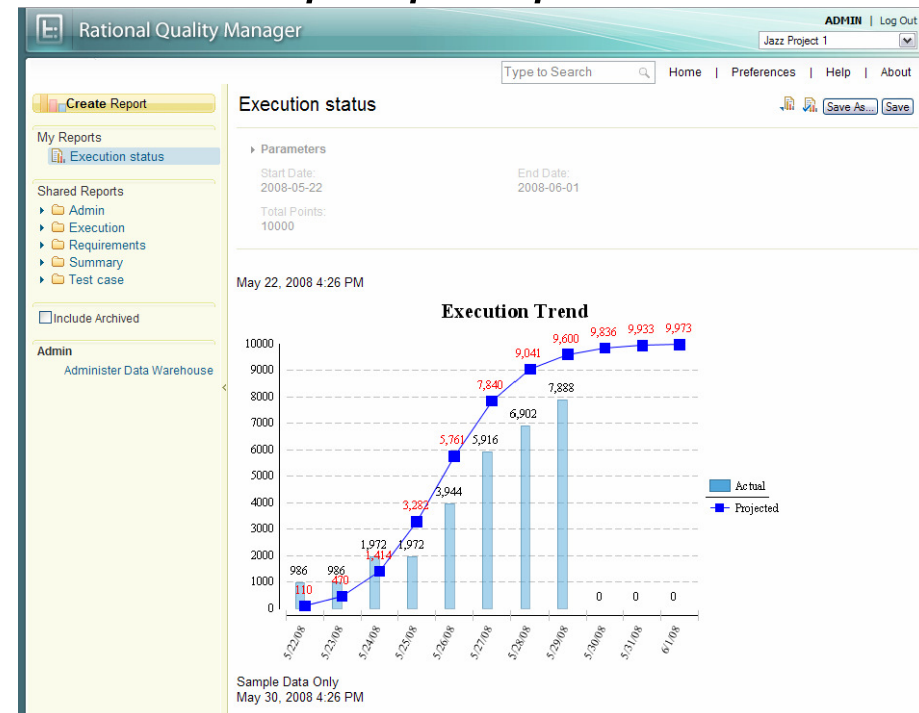 Rational Quality Manager
ADMIN | Log Out
Jazz Project 1
Type to Search
Home | Preferences | Help | About
Create Report
My Reports
Execution status
Shared Reports
Admin
Execution
Requirements
Summary
Test case
Include Archived
Admin
Administer Data Warehouse
Execution status
Save As... Save
Parameters
Start Date: End Date:
2008-05-22 2008-06-01
Total Points:
10000
May 22, 2008 4:26 PM
Execution Trend
10000
9000
8000
7000
6000
5000
4000
3000
2000
1000
0
986 986 1,972 1,972 3,944 5,916 6,902 7,888 0 0 0
110 470 1,414 3,282 5,761 7,840 9,041 9,600 9,836 9,933 9,973
5/22/08 5/23/08 5/24/08 5/25/08 5/26/08 5/27/08 5/28/08 5/29/08 5/30/08 5/31/08 6/1/08
Actual
Projected
Sample Data Only
May 30, 2008 4:26 PM